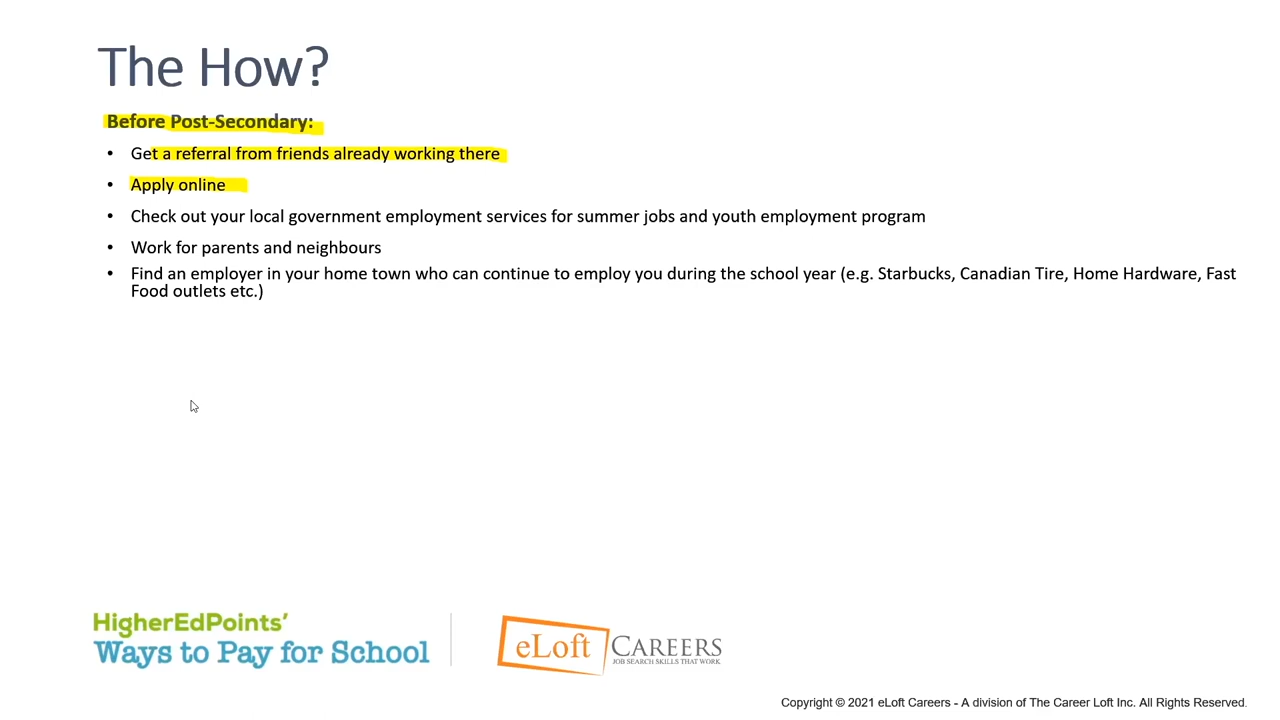 The How?
Before Post-Secondary:
• Get a referral from friends already working there
• Apply online
• Check out your local government employment services for summer jobs and youth employment program
• Work for parents and neighbours
• Find an employer in your home town who can continue to employ you during the school year (e.g. Starbucks, Canadian Tire, Home Hardware, Fast
Food outlets etc.)
HigherEdPoints'
Ways to Pay for School
eLoft CAREERS
JOB SEARCH SKILLS THAT WORK
Copyright © 2021 eLoft Careers - A division of The Career Loft Inc. All Rights Reserved.